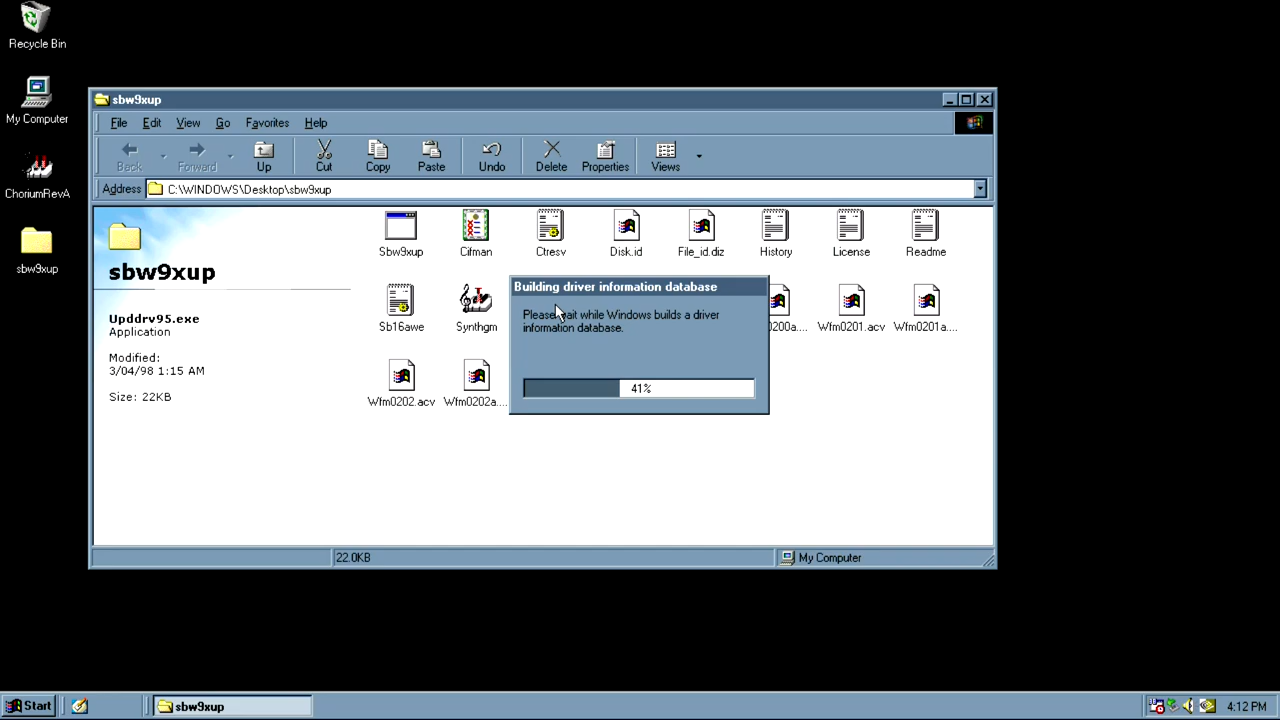 Recycle Bin
My Computer
ChoriumRevA
sbw9xup
sbw9xup
File Edit View Go Favorites Help
Back Forward Up Cut Copy Paste Undo Delete Properties Views
Address C:\WINDOWS\Desktop\sbw9xup
sbw9xup
Upddrv95.exe
Application
Modified:
3/04/98 1:15 AM
Size: 22KB
Sbw9xup Cifman Ctresv Disk.id File_id.diz History License Readme
Sb16awe Synthgm 0200a.... Wfm0201.acv Wfm0201a....
Wfm0202.acv Wfm0202a....
Building driver information database
Please wait while Windows builds a driver
information database.
41%
22.0KB My Computer
Start sbw9xup 4:12 PM